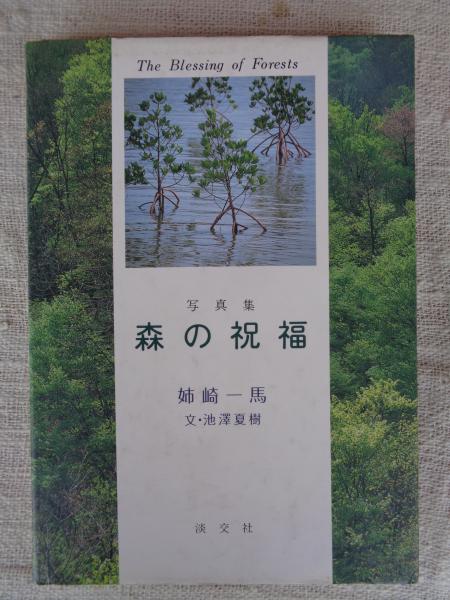 The Blessing of Forests
写真集
森の祝福
姉崎一馬
文・池澤夏樹
淡交社